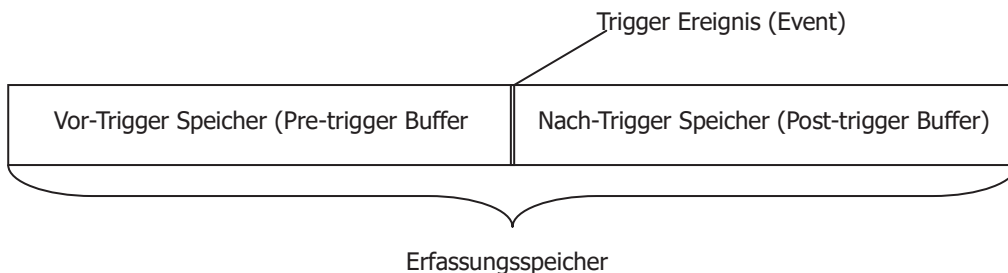 Trigger Ereignis (Event)
Vor-Trigger Speicher (Pre-trigger Buffer
Nach-Trigger Speicher (Post-trigger Buffer)
Erfassungsspeicher